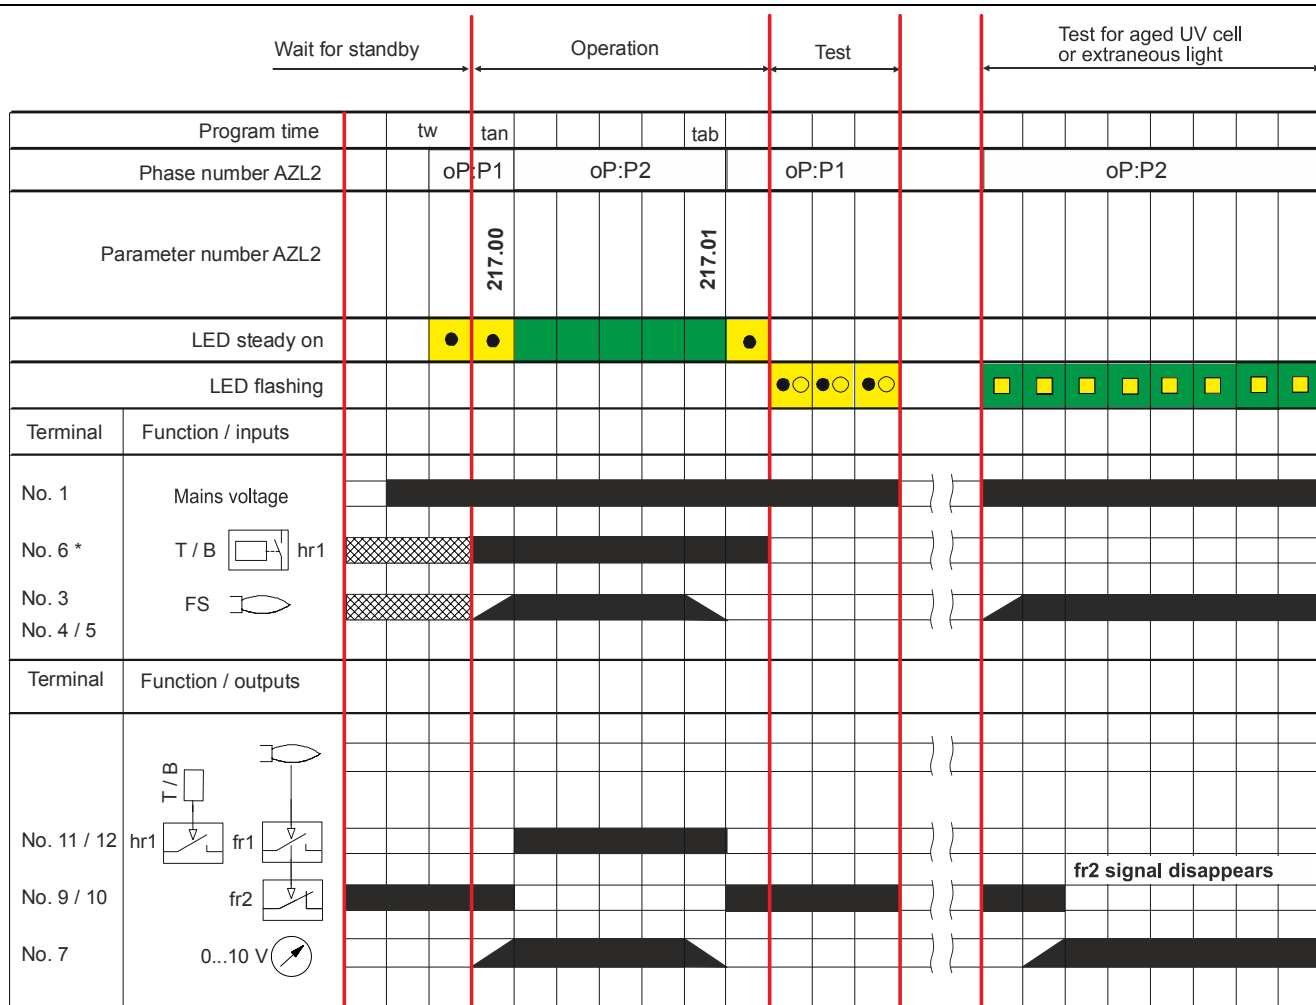 Wait for standby
Operation
Test
Test for aged UV cell
or extraneous light
Program time
tw
tan
tab
Phase number AZL2
oP:P1
oP:P2
oP:P1
oP:P2
Parameter number AZL2
217.00
217.01
LED steady on
LED flashing
Terminal
Function / inputs
No. 1
Mains voltage
No. 6 *
T / B
hr1
No. 3
FS
No. 4 / 5
Terminal
Function / outputs
T / B
No. 11 / 12
hr1
fr1
fr2 signal disappears
No. 9 / 10
fr2
No. 7
0...10 V